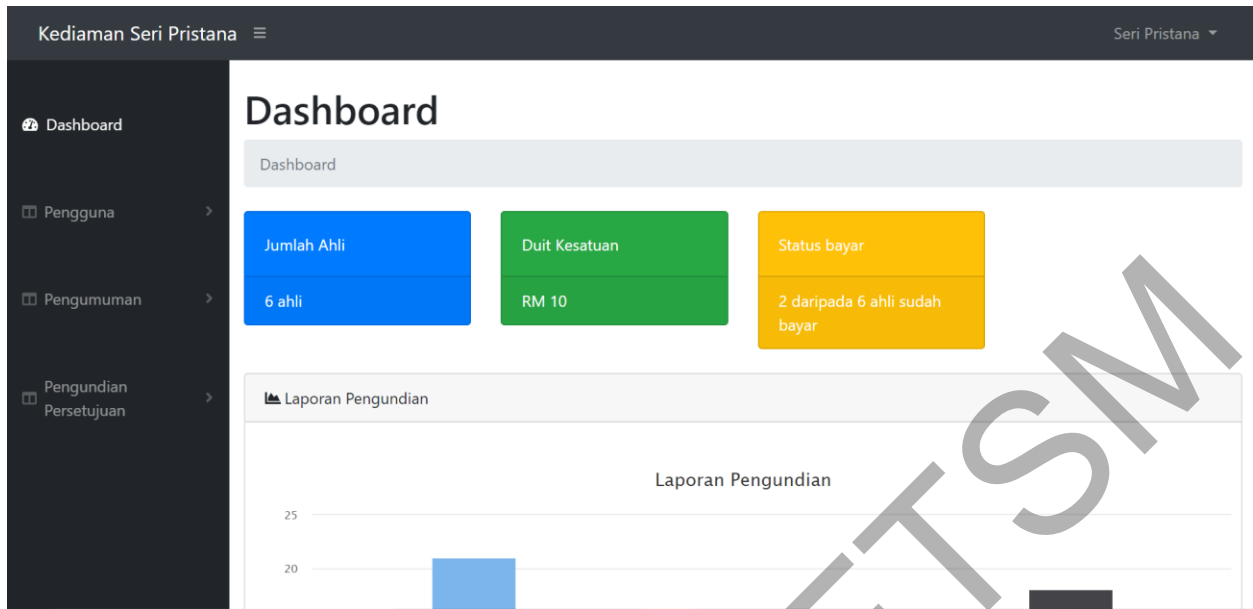 Kediaman Seri Pristana
Seri Pristana
Dashboard
Pengguna
Pengumuman
Pengundian
Persetujuan
Dashboard
Dashboard
Jumlah Ahli
6 ahli
Duit Kesatuan
RM 10
Status bayar
2 daripada 6 ahli sudah
bayar
Laporan Pengundian
Laporan Pengundian
25
20
FTSM